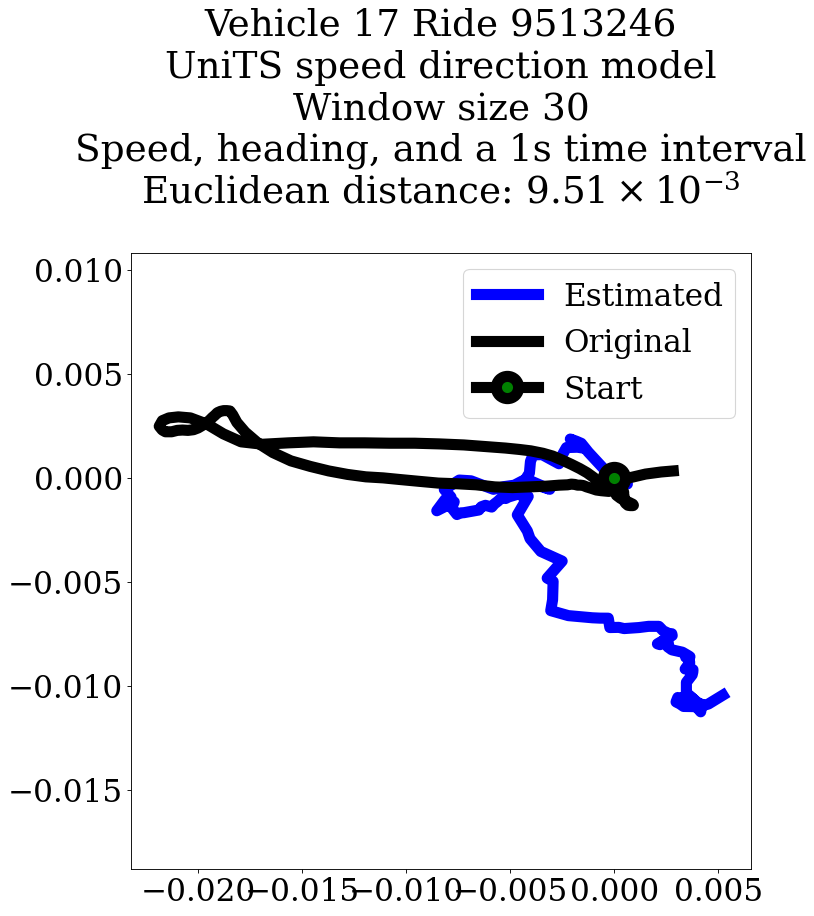 Vehicle 17 Ride 9513246
UniTS speed direction model
Window size 30
Speed, heading, and a 1s time interval
Euclidean distance: 9.51 × 10⁻³
Estimated
Original
Start
0.010
0.005
0.000
−0.005
−0.010
−0.015
−0.020 −0.015 −0.010 −0.005 0.000 0.005